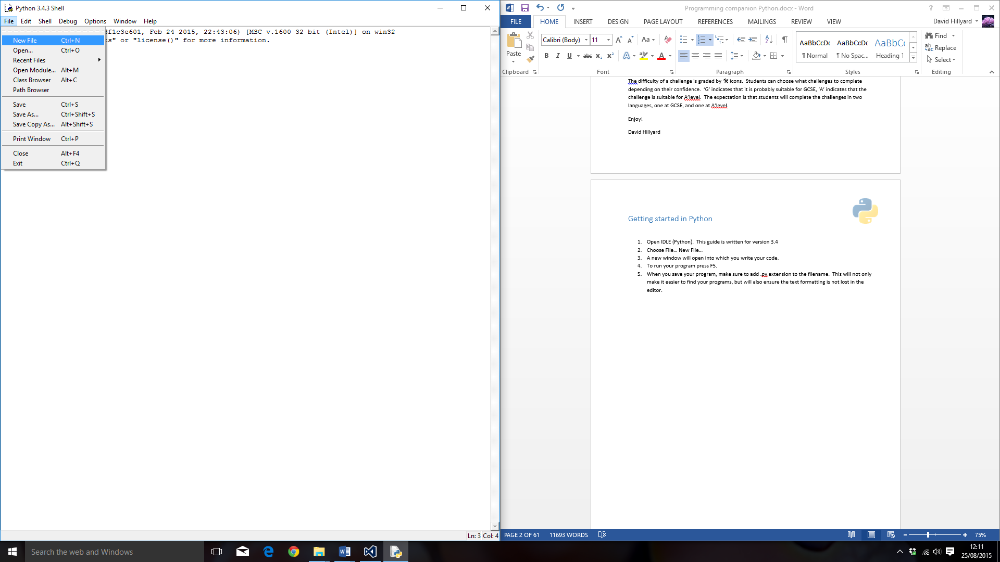 Python 3.4.3 Shell
File Edit Shell Debug Options Window Help
3f1c3e601, Feb 24 2015, 22:43:06) [MSC v.1600 32 bit (Intel)] on win32
ts" or "license()" for more information.
New File Ctrl+N
Open... Ctrl+O
Recent Files
Open Module... Alt+M
Class Browser Alt+C
Path Browser
Save Ctrl+S
Save As... Ctrl+Shift+S
Save Copy As... Alt+Shift+S
Print Window Ctrl+P
Close Alt+F4
Exit Ctrl+Q
Ln: 3 Col: 4
Programming companion Python.docx - Word
FILE HOME INSERT DESIGN PAGE LAYOUT REFERENCES MAILINGS REVIEW VIEW David Hillyard
Paste
Calibri (Body) 11
B I U abc x₂ x²
AaBbCcDc AaBbCcDc AaBbC
¶ Normal ¶ No Spac... Heading 1
Find
Replace
Select
Clipboard Font Paragraph Styles Editing
The difficulty of a challenge is graded by 🛠 icons. Students can choose what challenges to complete
depending on their confidence. ‘G’ indicates that it is probably suitable for GCSE, ‘A’ indicates that the
challenge is suitable for A’level. The expectation is that students will complete the challenges in two
languages, one at GCSE, and one at A’level.
Enjoy!
David Hillyard
Getting started in Python
1. Open IDLE (Python). This guide is written for version 3.4
2. Choose File... New File...
3. A new window will open into which you write your code.
4. To run your program press F5.
5. When you save your program, make sure to add .py extension to the filename. This will not only
make it easier to find your programs, but will also ensure the text formatting is not lost in the
editor.
PAGE 2 OF 61 11693 WORDS 75%
Search the web and Windows
12:11
25/08/2015